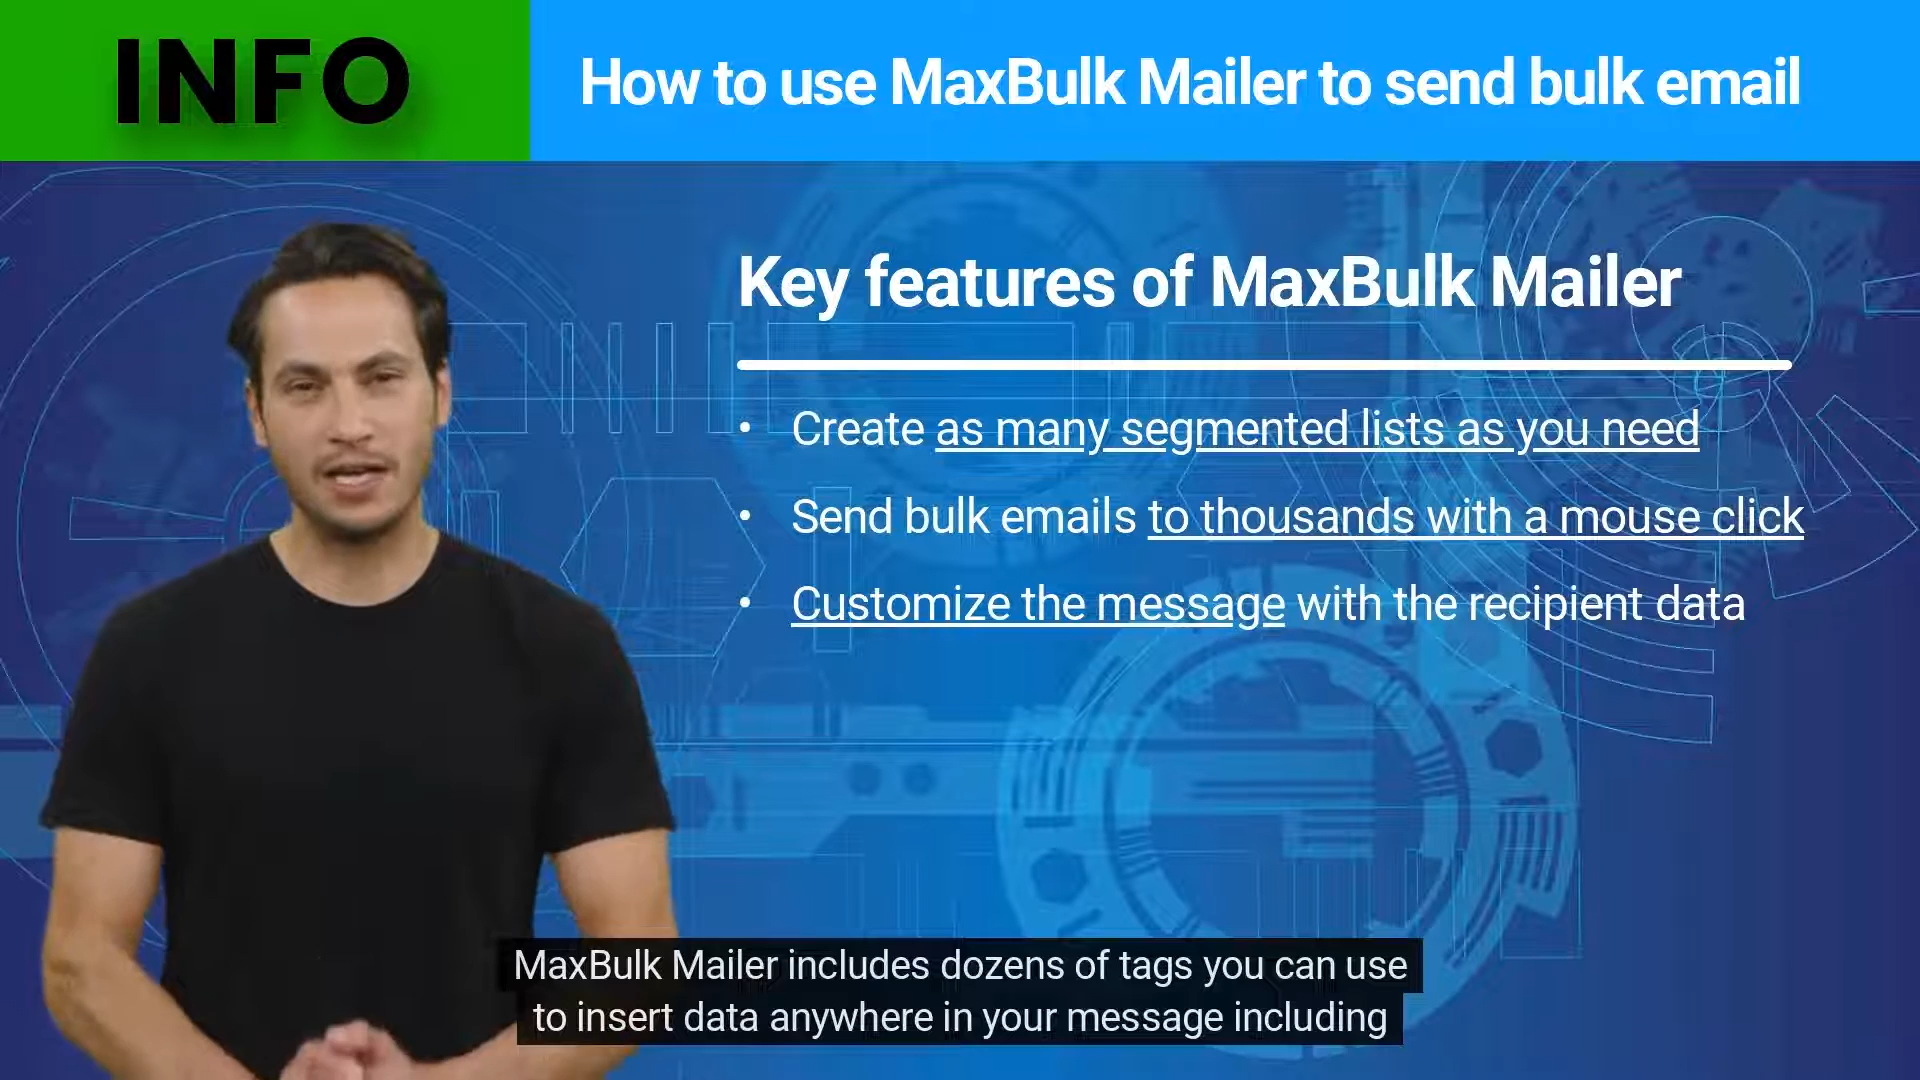 INFO
How to use MaxBulk Mailer to send bulk email
Key features of MaxBulk Mailer
• Create as many segmented lists as you need
• Send bulk emails to thousands with a mouse click
• Customize the message with the recipient data
MaxBulk Mailer includes dozens of tags you can use
to insert data anywhere in your message including